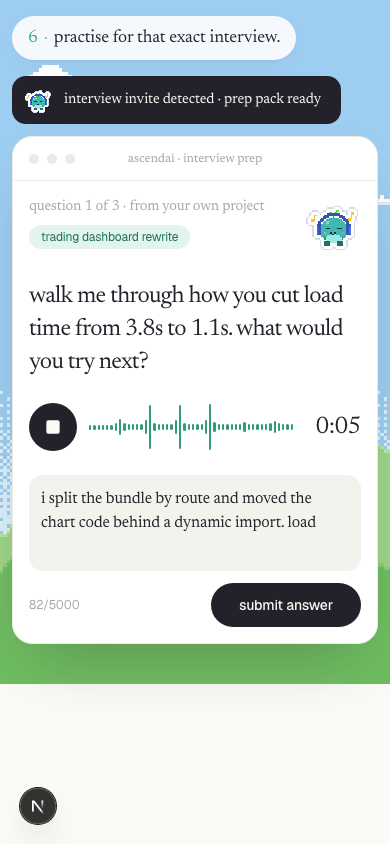 6 · practise for that exact interview.
interview invite detected · prep pack ready
ascendai · interview prep
question 1 of 3 · from your own project
trading dashboard rewrite
walk me through how you cut load
time from 3.8s to 1.1s. what would
you try next?
0:05
i split the bundle by route and moved the
chart code behind a dynamic import. load
82/5000
submit answer
N